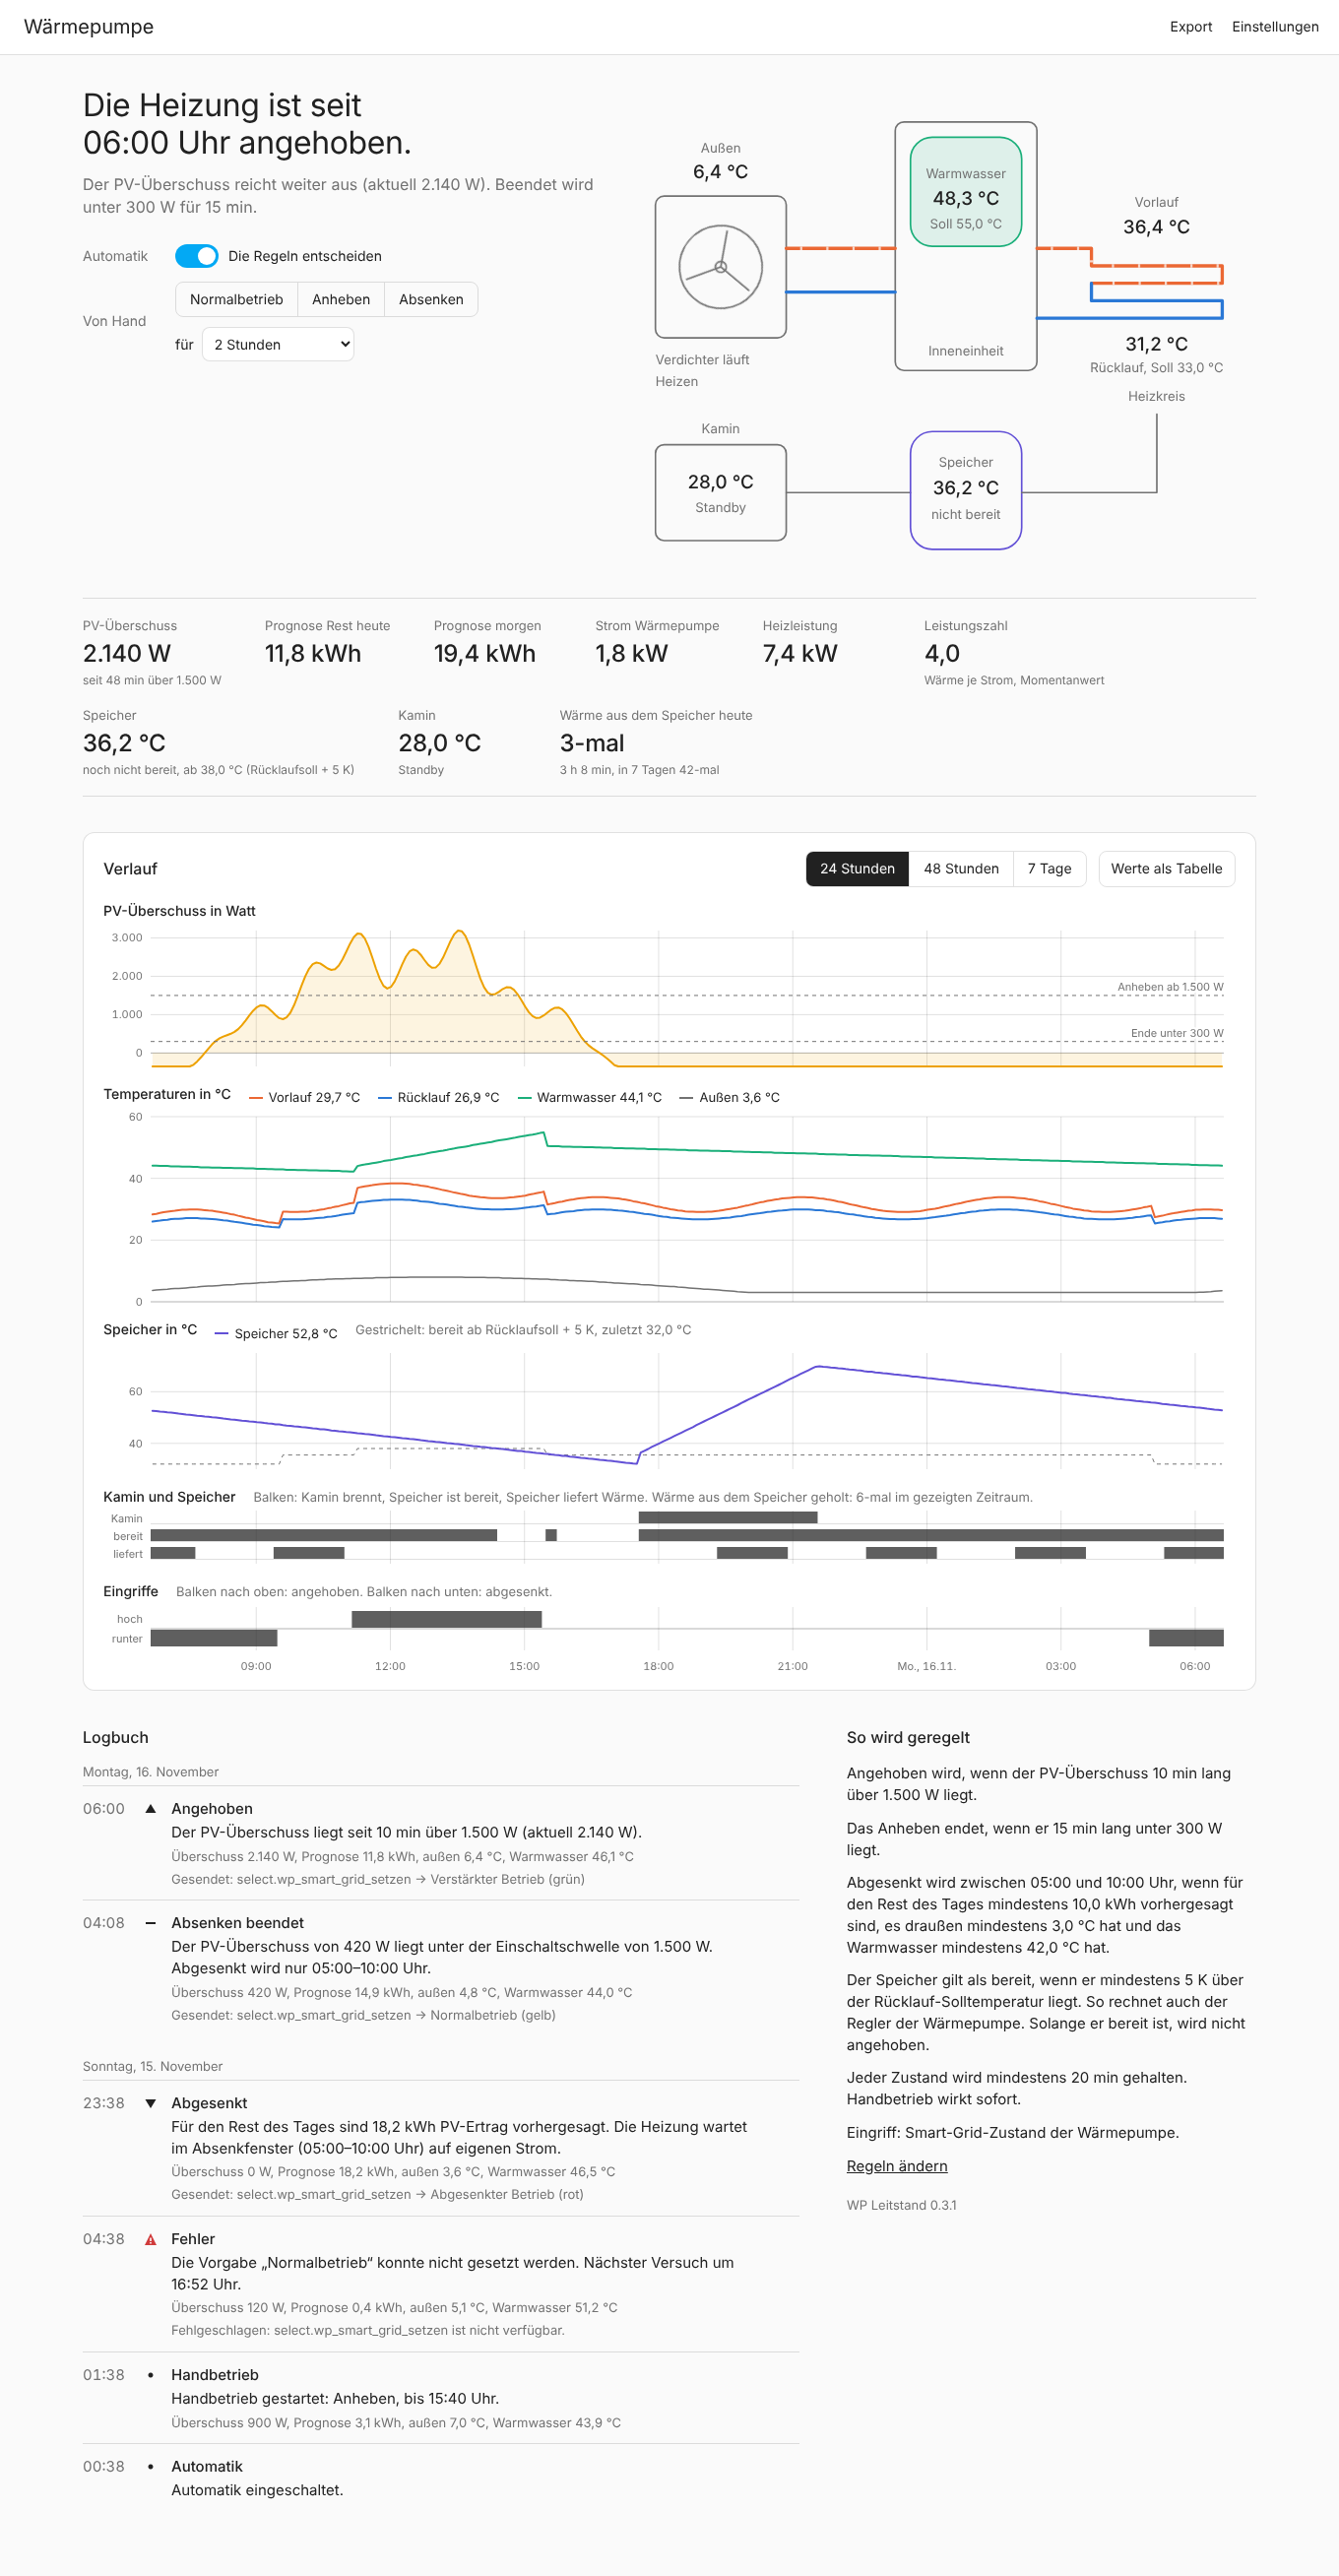 Wärmepumpe
Export
Einstellungen
Die Heizung ist seit
06:00 Uhr angehoben.
Der PV-Überschuss reicht weiter aus (aktuell 2.140 W). Beendet wird
unter 300 W für 15 min.
Automatik
Die Regeln entscheiden
Von Hand
Normalbetrieb
Anheben
Absenken
für
2 Stunden
Außen
6,4 °C
Verdichter läuft
Heizen
Warmwasser
48,3 °C
Soll 55,0 °C
Inneneinheit
Vorlauf
36,4 °C
31,2 °C
Rücklauf, Soll 33,0 °C
Heizkreis
Kamin
28,0 °C
Standby
Speicher
36,2 °C
nicht bereit
PV-Überschuss
2.140 W
seit 48 min über 1.500 W
Prognose Rest heute
11,8 kWh
Prognose morgen
19,4 kWh
Strom Wärmepumpe
1,8 kW
Heizleistung
7,4 kW
Leistungszahl
4,0
Wärme je Strom, Momentanwert
Speicher
36,2 °C
noch nicht bereit, ab 38,0 °C (Rücklaufsoll + 5 K)
Kamin
28,0 °C
Standby
Wärme aus dem Speicher heute
3-mal
3 h 8 min, in 7 Tagen 42-mal
Verlauf
24 Stunden
48 Stunden
7 Tage
Werte als Tabelle
PV-Überschuss in Watt
3.000
2.000
1.000
0
Anheben ab 1.500 W
Ende unter 300 W
Temperaturen in °C
Vorlauf 29,7 °C
Rücklauf 26,9 °C
Warmwasser 44,1 °C
Außen 3,6 °C
60
40
20
0
Speicher in °C
Speicher 52,8 °C
Gestrichelt: bereit ab Rücklaufsoll + 5 K, zuletzt 32,0 °C
60
40
Kamin und Speicher
Balken: Kamin brennt, Speicher ist bereit, Speicher liefert Wärme. Wärme aus dem Speicher geholt: 6-mal im gezeigten Zeitraum.
Kamin
bereit
liefert
Eingriffe
Balken nach oben: angehoben. Balken nach unten: abgesenkt.
hoch
runter
09:00
12:00
15:00
18:00
21:00
Mo., 16.11.
03:00
06:00
Logbuch
Montag, 16. November
06:00
Angehoben
Der PV-Überschuss liegt seit 10 min über 1.500 W (aktuell 2.140 W).
Überschuss 2.140 W, Prognose 11,8 kWh, außen 6,4 °C, Warmwasser 46,1 °C
Gesendet: select.wp_smart_grid_setzen → Verstärkter Betrieb (grün)
04:08
Absenken beendet
Der PV-Überschuss von 420 W liegt unter der Einschaltschwelle von 1.500 W.
Abgesenkt wird nur 05:00–10:00 Uhr.
Überschuss 420 W, Prognose 14,9 kWh, außen 4,8 °C, Warmwasser 44,0 °C
Gesendet: select.wp_smart_grid_setzen → Normalbetrieb (gelb)
Sonntag, 15. November
23:38
Abgesenkt
Für den Rest des Tages sind 18,2 kWh PV-Ertrag vorhergesagt. Die Heizung wartet
im Absenkfenster (05:00–10:00 Uhr) auf eigenen Strom.
Überschuss 0 W, Prognose 18,2 kWh, außen 3,6 °C, Warmwasser 46,5 °C
Gesendet: select.wp_smart_grid_setzen → Abgesenkter Betrieb (rot)
04:38
Fehler
Die Vorgabe „Normalbetrieb“ konnte nicht gesetzt werden. Nächster Versuch um
16:52 Uhr.
Überschuss 120 W, Prognose 0,4 kWh, außen 5,1 °C, Warmwasser 51,2 °C
Fehlgeschlagen: select.wp_smart_grid_setzen ist nicht verfügbar.
01:38
Handbetrieb
Handbetrieb gestartet: Anheben, bis 15:40 Uhr.
Überschuss 900 W, Prognose 3,1 kWh, außen 7,0 °C, Warmwasser 43,9 °C
00:38
Automatik
Automatik eingeschaltet.
So wird geregelt
Angehoben wird, wenn der PV-Überschuss 10 min lang
über 1.500 W liegt.
Das Anheben endet, wenn er 15 min lang unter 300 W
liegt.
Abgesenkt wird zwischen 05:00 und 10:00 Uhr, wenn für
den Rest des Tages mindestens 10,0 kWh vorhergesagt
sind, es draußen mindestens 3,0 °C hat und das
Warmwasser mindestens 42,0 °C hat.
Der Speicher gilt als bereit, wenn er mindestens 5 K über
der Rücklauf-Solltemperatur liegt. So rechnet auch der
Regler der Wärmepumpe. Solange er bereit ist, wird nicht
angehoben.
Jeder Zustand wird mindestens 20 min gehalten.
Handbetrieb wirkt sofort.
Eingriff: Smart-Grid-Zustand der Wärmepumpe.
Regeln ändern
WP Leitstand 0.3.1